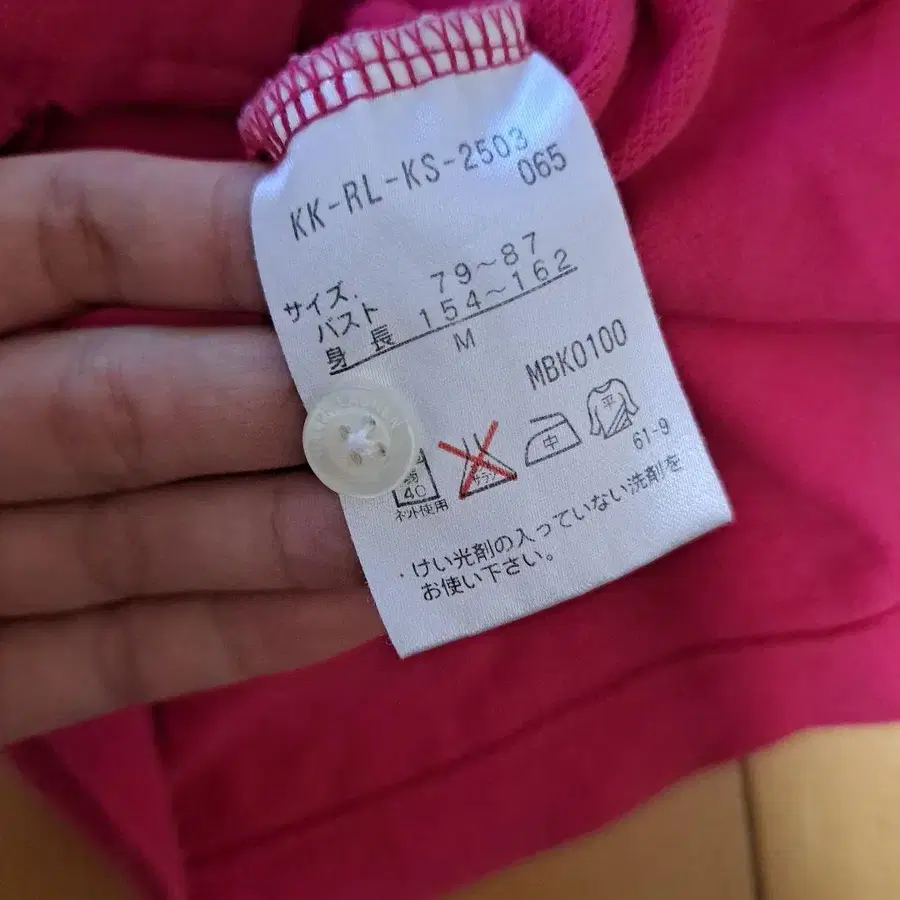 KK-RL-KS-2503
065
サイズ.
バスト 79~87
身長 154~162
M
MBK0100
弱
40
中
平
ネット使用
61-9
・けい光剤の入っていない洗剤を
お使い下さい。